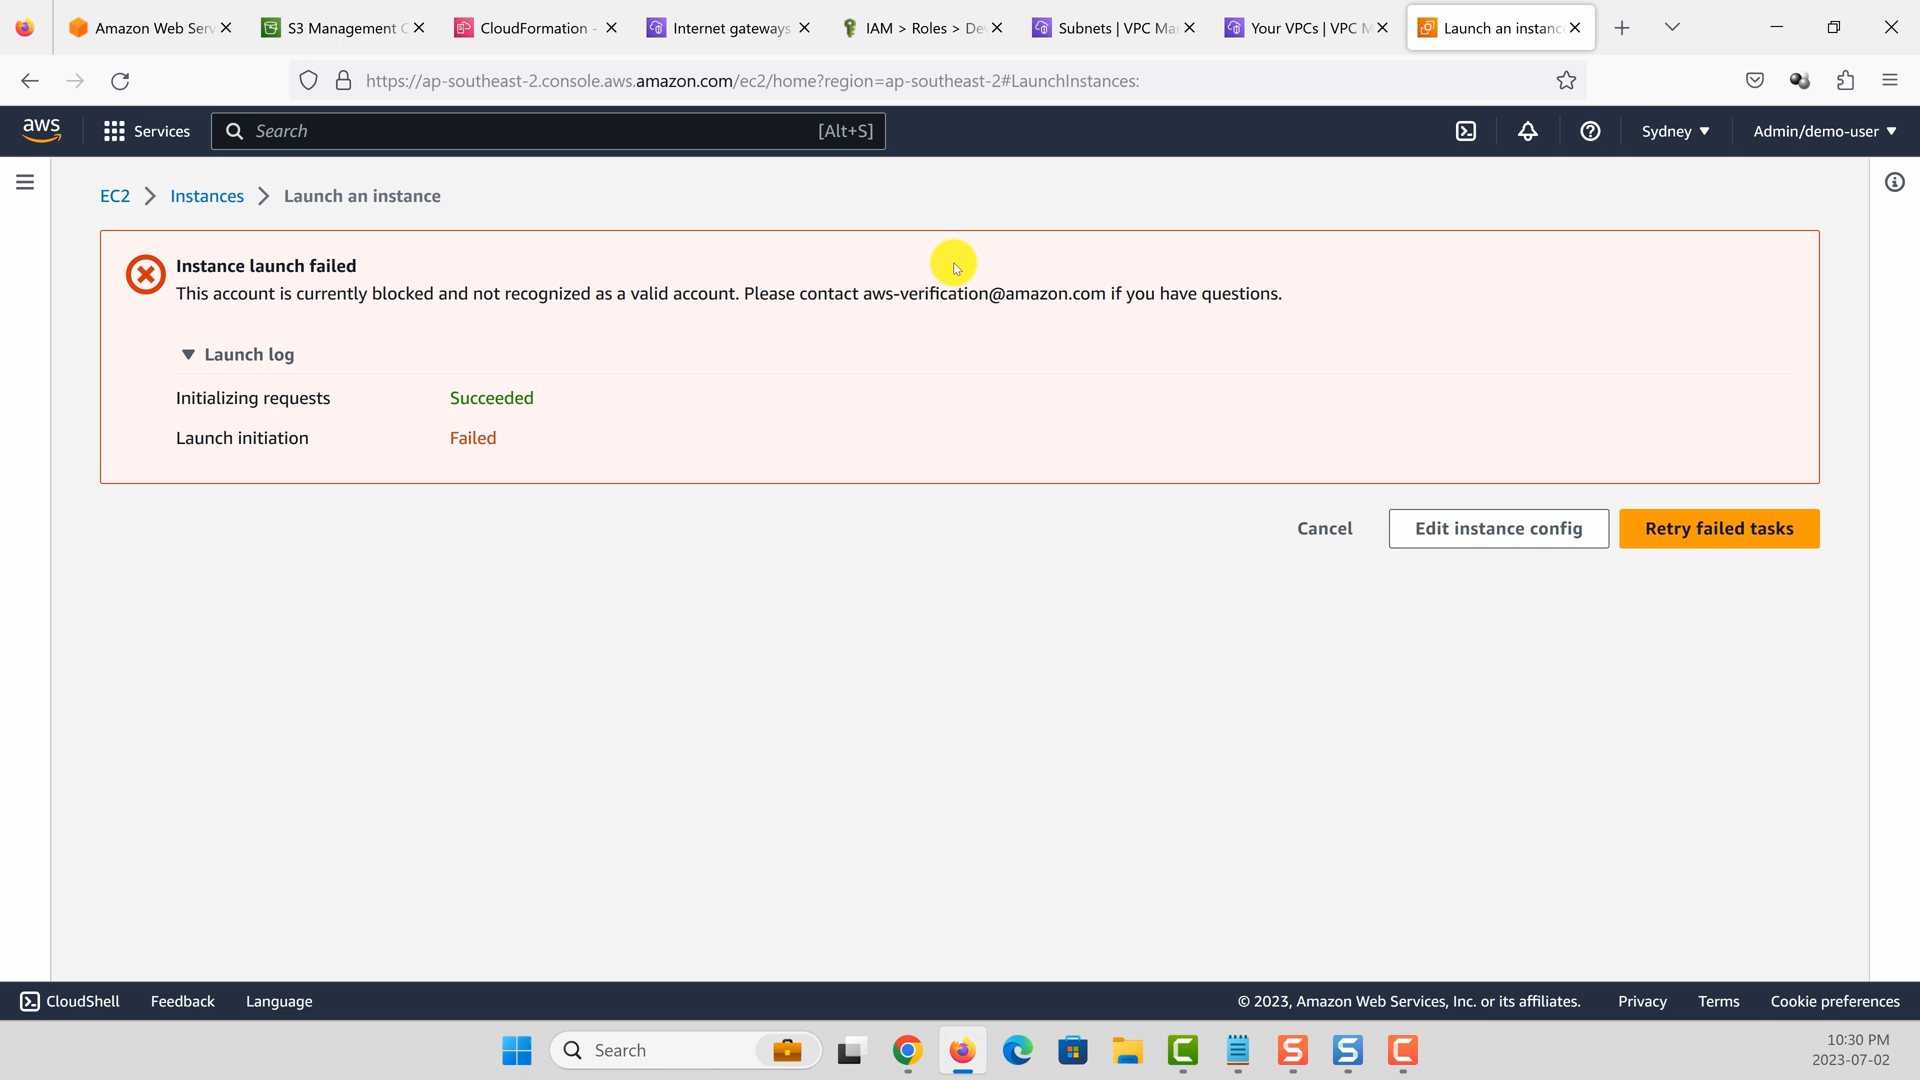 Amazon Web Serv
S3 Management C
CloudFormation -
Internet gateways
IAM > Roles > Dev
Subnets | VPC Man
Your VPCs | VPC M
Launch an instance
https://ap-southeast-2.console.aws.amazon.com/ec2/home?region=ap-southeast-2#LaunchInstances:
aws
Services
Search
[Alt+S]
Sydney
Admin/demo-user
EC2
Instances
Launch an instance
Instance launch failed
This account is currently blocked and not recognized as a valid account. Please contact aws-verification@amazon.com if you have questions.
Launch log
Initializing requests Succeeded
Launch initiation Failed
Cancel
Edit instance config
Retry failed tasks
CloudShell
Feedback
Language
© 2023, Amazon Web Services, Inc. or its affiliates.
Privacy
Terms
Cookie preferences
Search
10:30 PM
2023-07-02